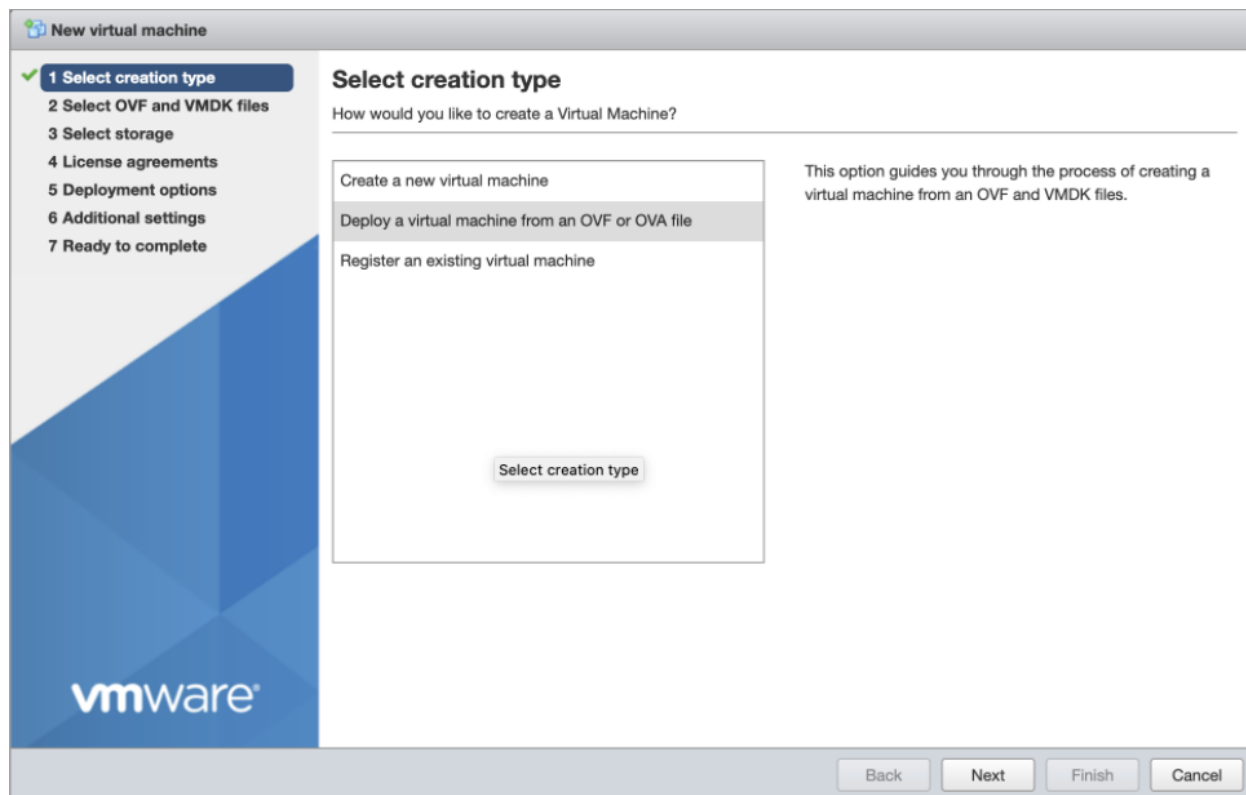 New virtual machine
1 Select creation type
2 Select OVF and VMDK files
3 Select storage
4 License agreements
5 Deployment options
6 Additional settings
7 Ready to complete
vmware®
Select creation type
How would you like to create a Virtual Machine?
Create a new virtual machine
Deploy a virtual machine from an OVF or OVA file
Register an existing virtual machine
Select creation type
This option guides you through the process of creating a
virtual machine from an OVF and VMDK files.
Back
Next
Finish
Cancel